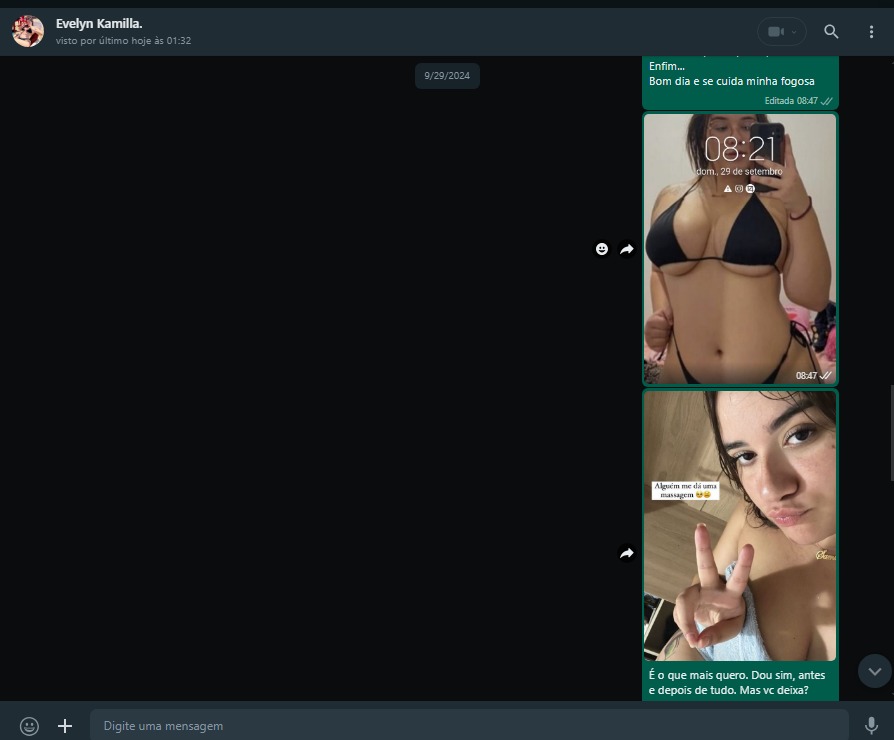 Evelyn Kamilla.
visto por último hoje às 01:32
9/29/2024
Enfim...
Bom dia e se cuida minha fogosa
Editada 08:47
08:21
dom., 29 de setembro
08:47
Alguém me dá uma
massagem
É o que mais quero. Dou sim, antes
e depois de tudo. Mas vc deixa?
Digite uma mensagem